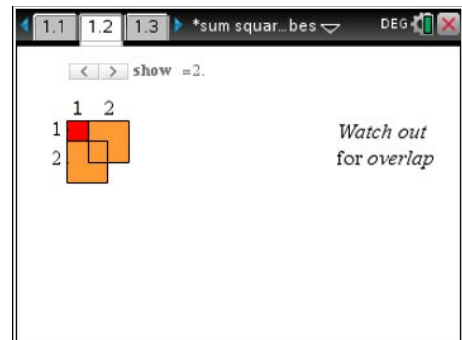 1.1 1.2 1.3 *sum squar...bes DEG
< > show =2.
1 2
1
2
Watch out
for overlap